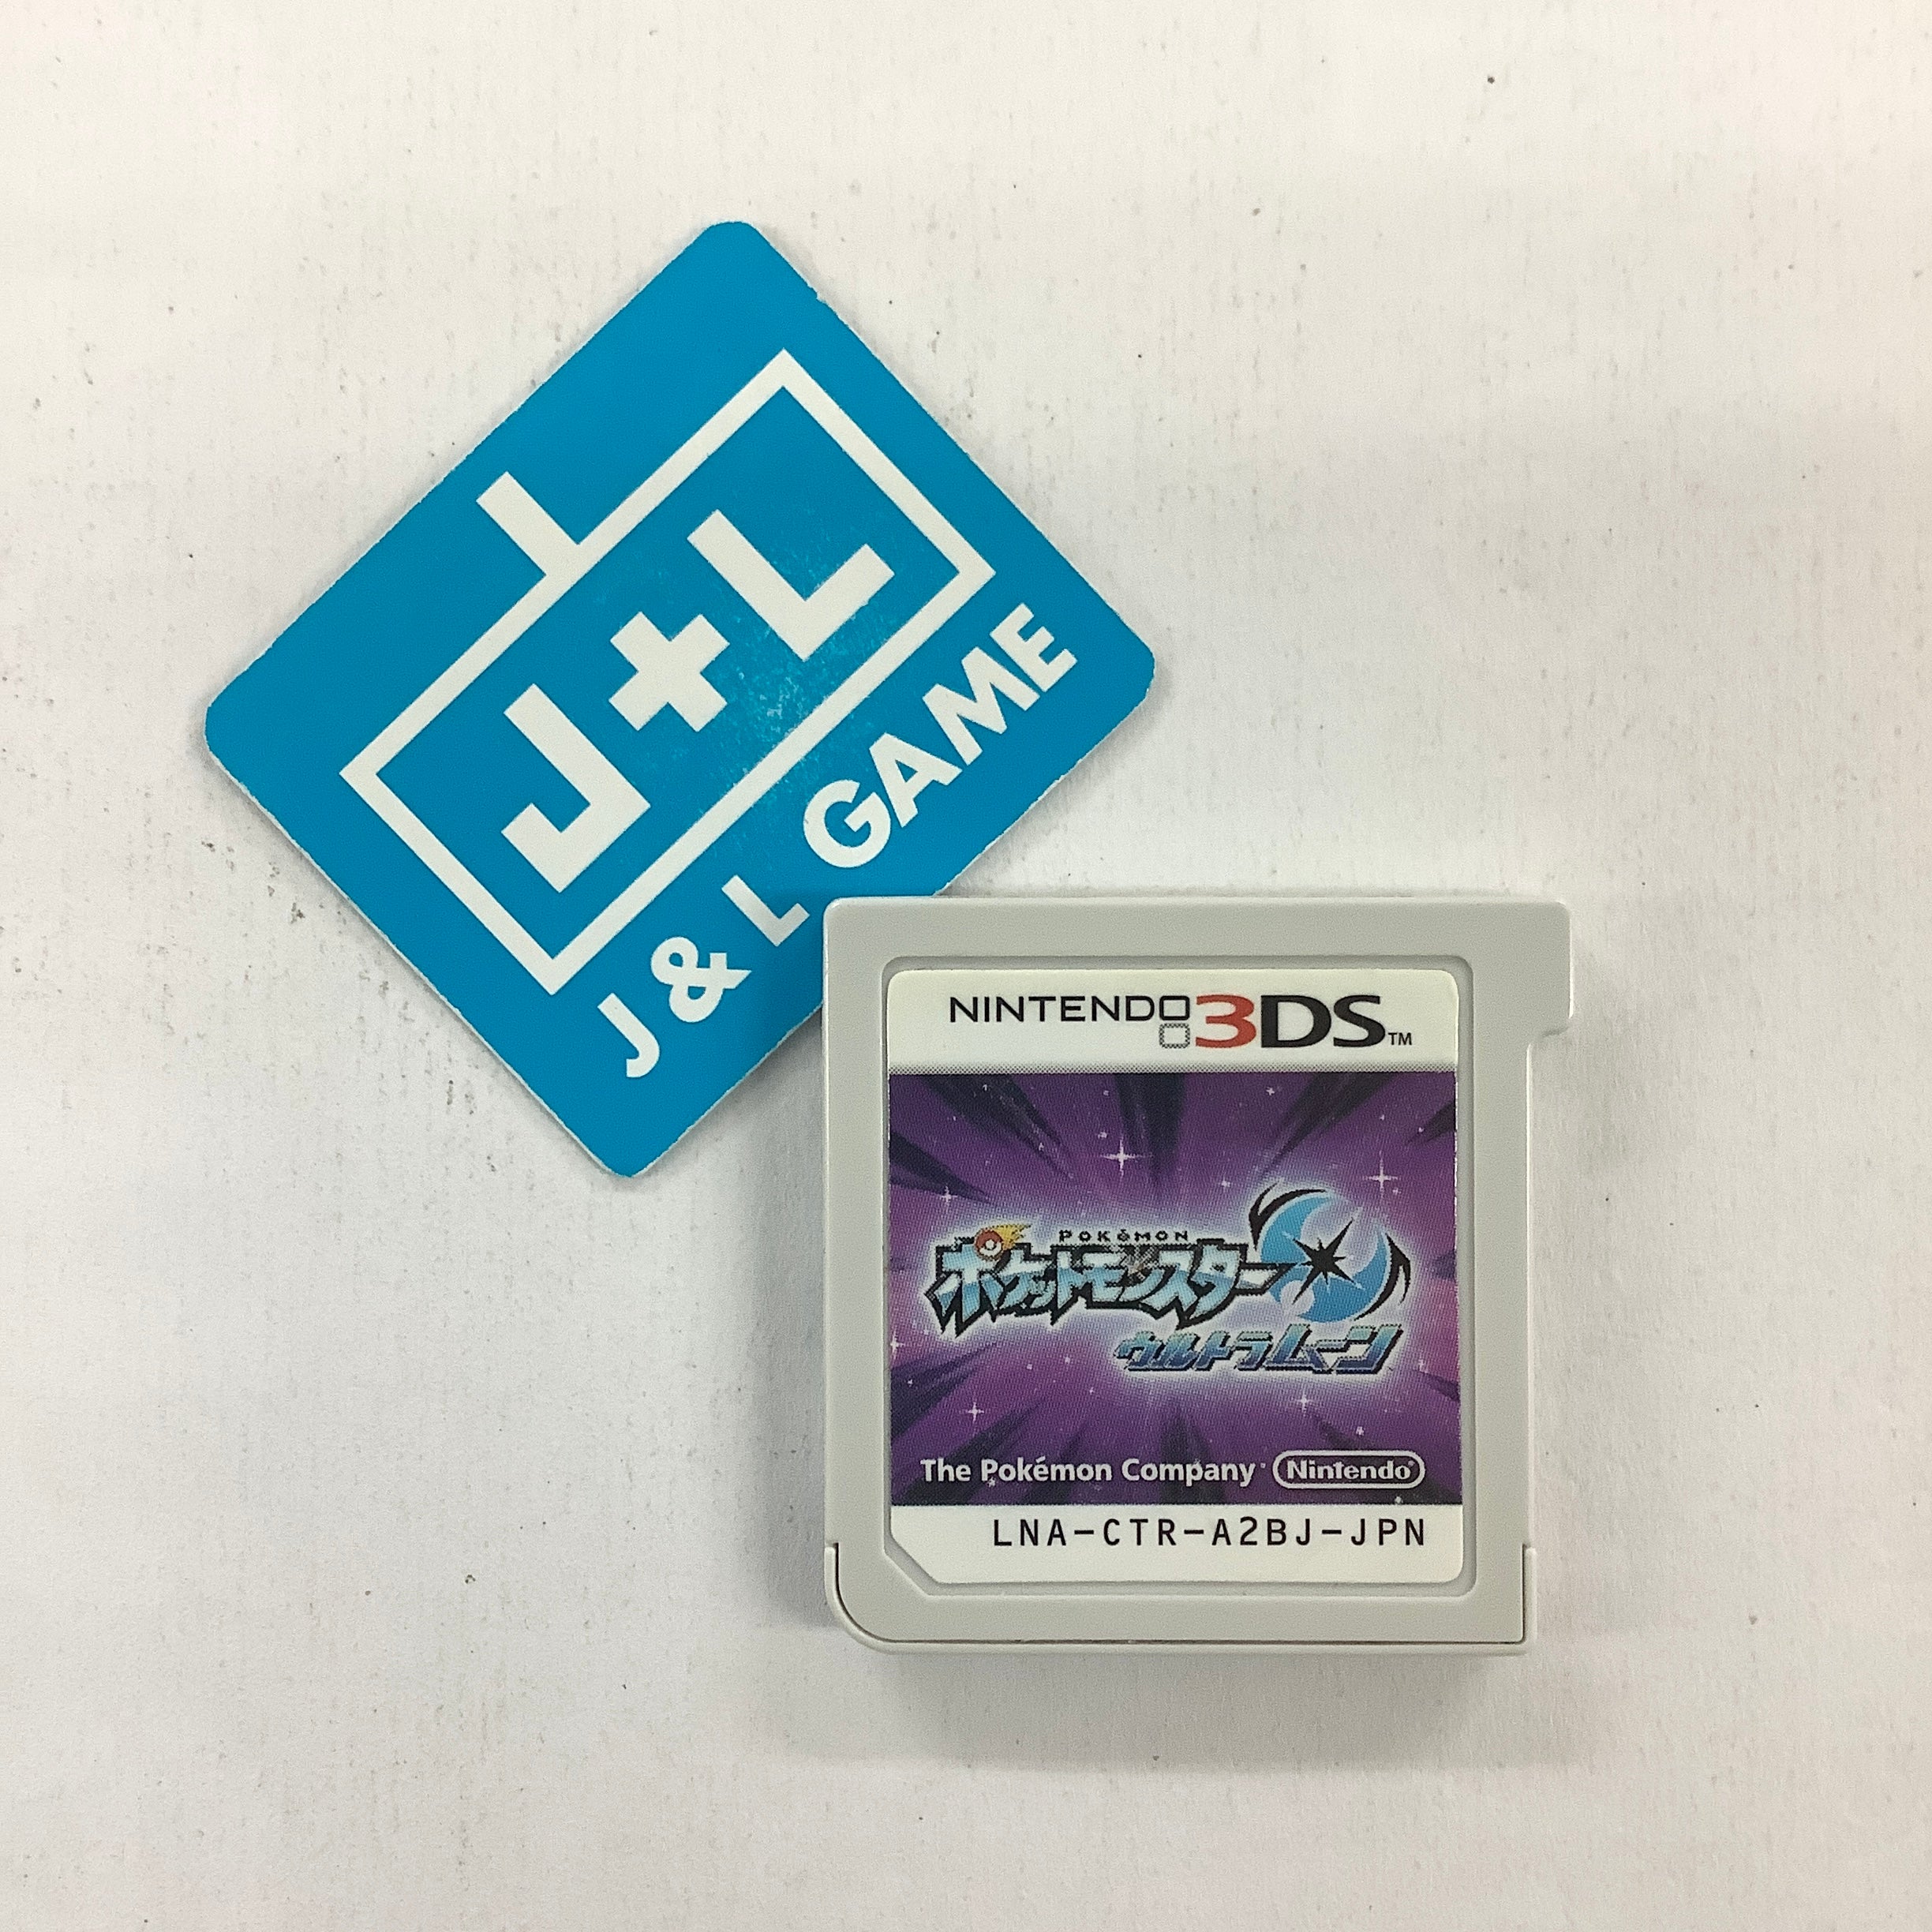 J+L
J & L GAME
NINTENDO 3DS™
POKéMON
ポケットモンスター
ウルトラムーン
The Pokémon Company Nintendo®
LNA-CTR-A2BJ-JPN